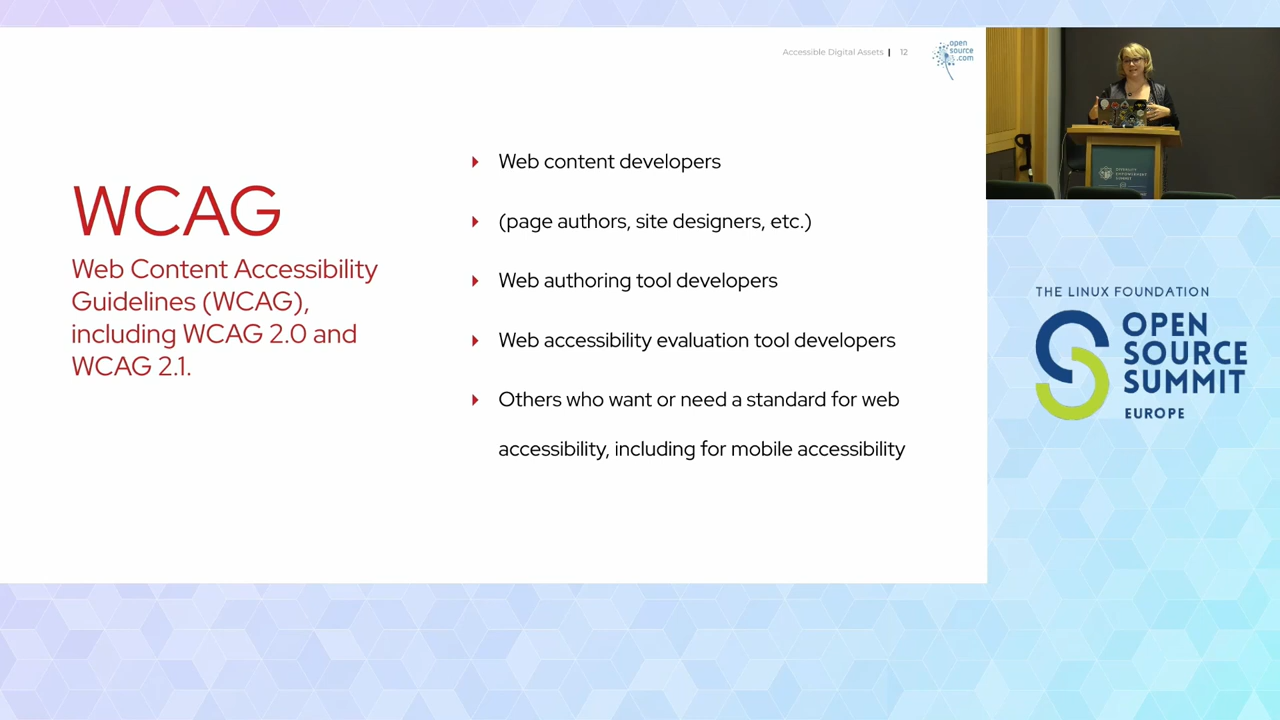 Accessible Digital Assets | 12
open
source
.com
WCAG
Web Content Accessibility
Guidelines (WCAG),
including WCAG 2.0 and
WCAG 2.1.
Web content developers
(page authors, site designers, etc.)
Web authoring tool developers
Web accessibility evaluation tool developers
Others who want or need a standard for web
accessibility, including for mobile accessibility
THE LINUX FOUNDATION
OPEN
SOURCE
SUMMIT
EUROPE